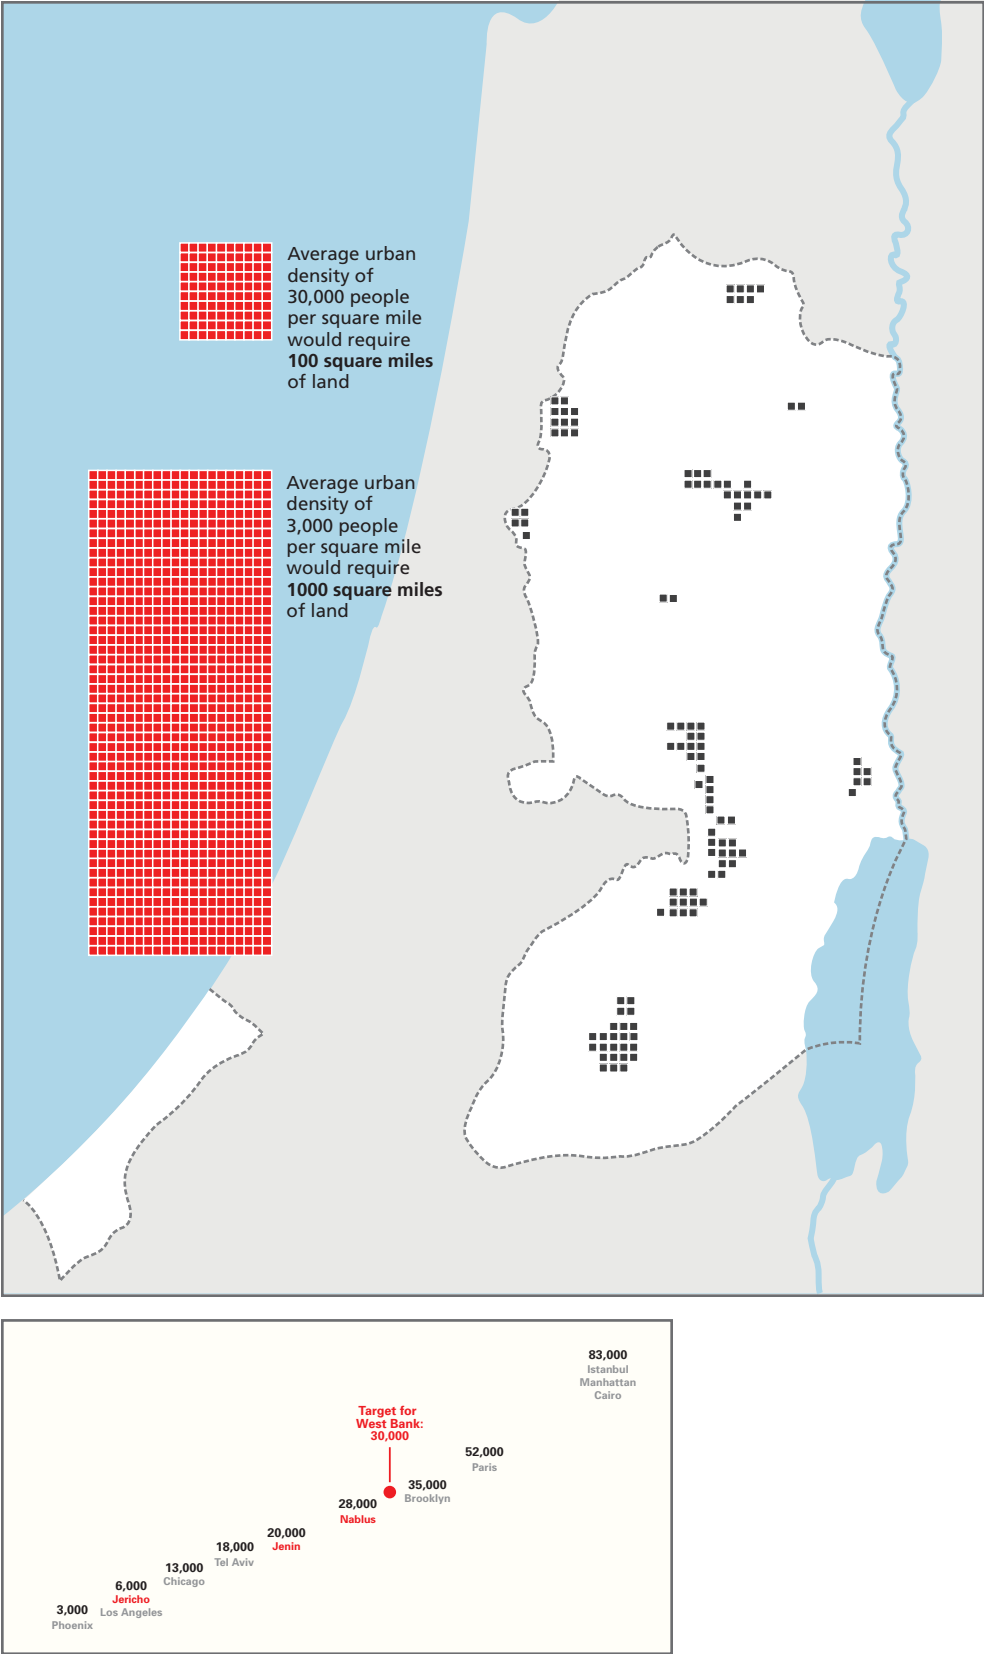 Average urban
density of
30,000 people
per square mile
would require
100 square miles
of land
Average urban
density of
3,000 people
per square mile
would require
1000 square miles
of land
83,000
Istanbul
Manhattan
Cairo
Target for
West Bank:
30,000
52,000
Paris
35,000
Brooklyn
28,000
Nablus
20,000
Jenin
18,000
Tel Aviv
13,000
Chicago
6,000
Jericho
Los Angeles
3,000
Phoenix